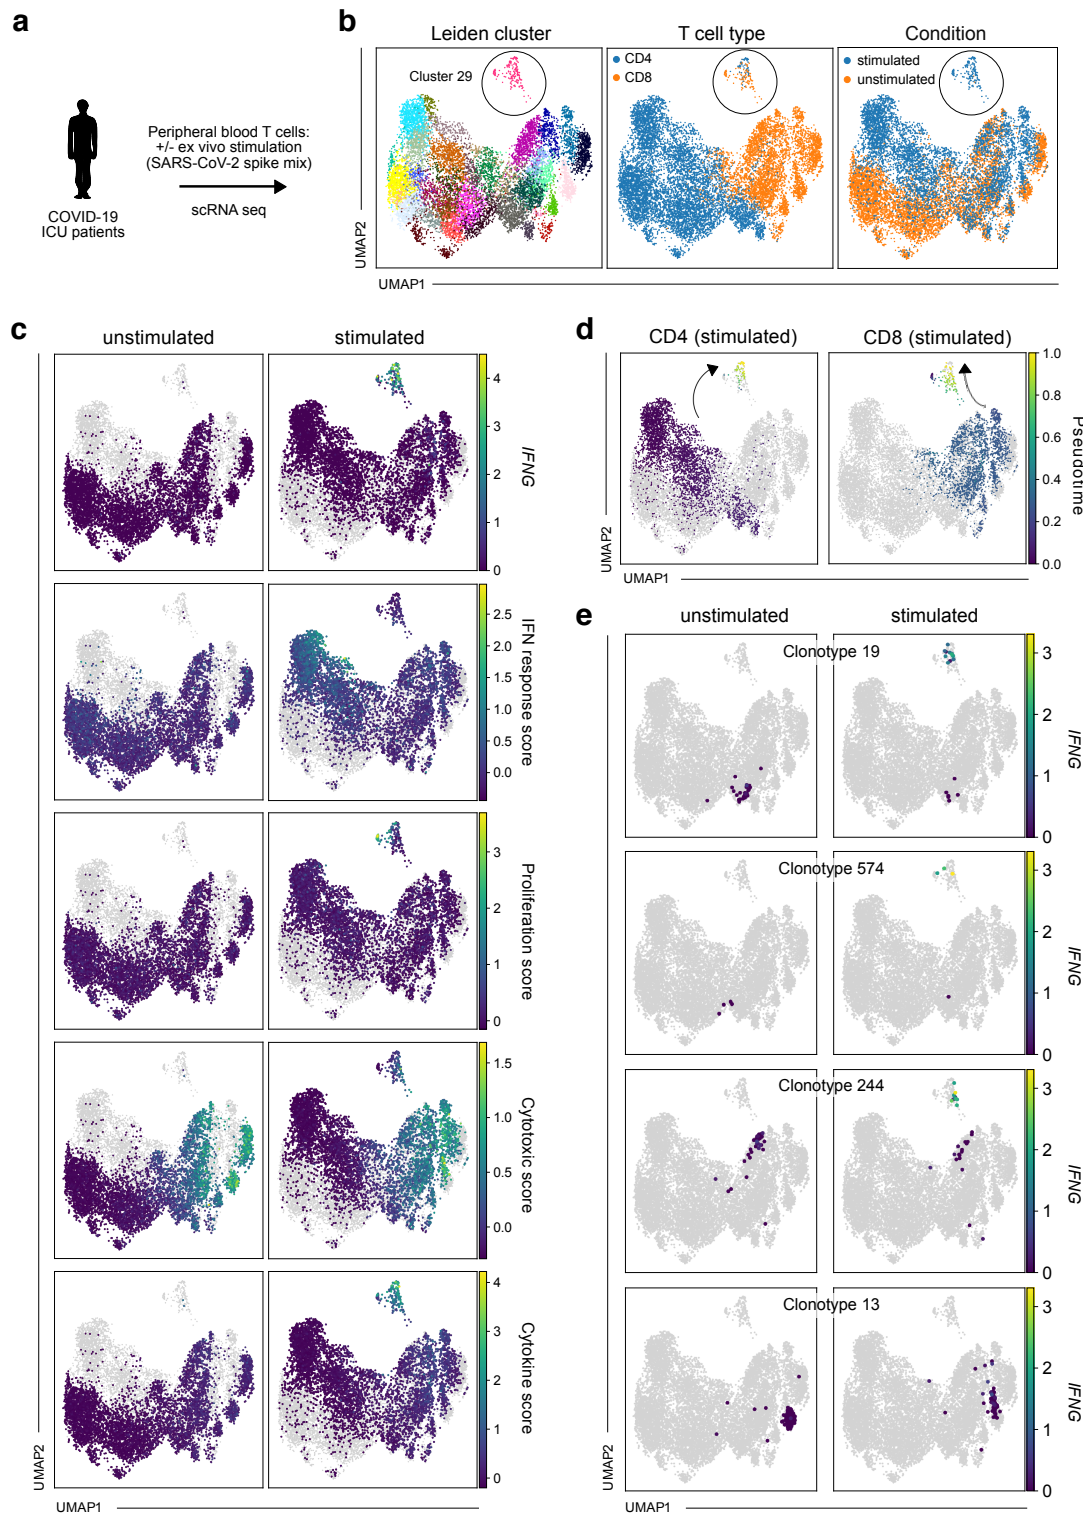 a
COVID-19
ICU patients
Peripheral blood T cells:
+/- ex vivo stimulation
(SARS-CoV-2 spike mix)
scRNA seq
b
Leiden cluster
T cell type
Condition
Cluster 29
CD4
CD8
stimulated
unstimulated
UMAP2
UMAP1
c
unstimulated
stimulated
4
3
2
1
0
IFNG
2.5
2.0
1.5
1.0
0.5
0.0
IFN response score
3
2
1
0
Proliferation score
1.5
1.0
0.5
0.0
Cytotoxic score
4
3
2
1
0
Cytokine score
UMAP2
UMAP1
d
CD4 (stimulated)
CD8 (stimulated)
1.0
0.8
0.6
0.4
0.2
0.0
Pseudotime
UMAP2
UMAP1
e
unstimulated
stimulated
Clonotype 19
3
2
1
0
IFNG
Clonotype 574
3
2
1
0
IFNG
Clonotype 244
3
2
1
0
IFNG
Clonotype 13
3
2
1
0
IFNG
UMAP2
UMAP1